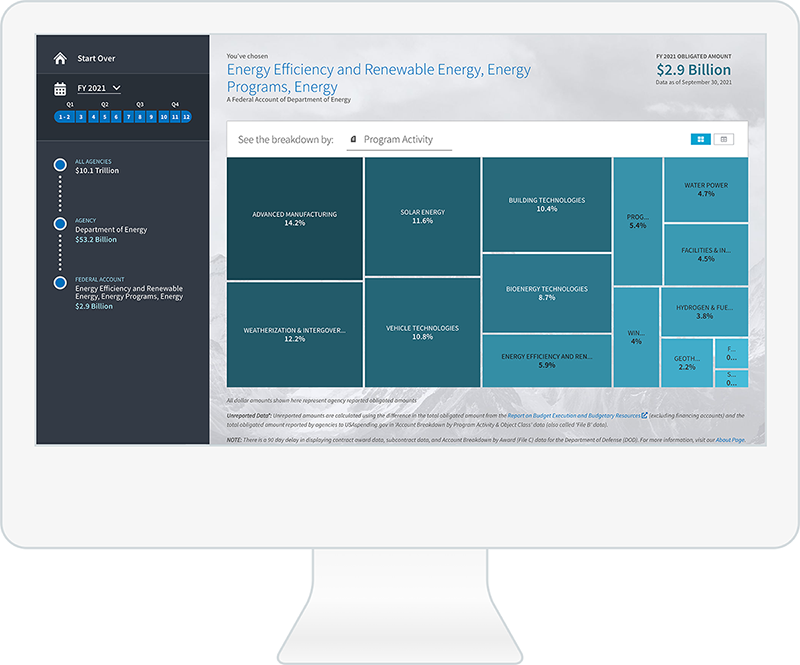 Start Over
FY 2021
Q1 Q2 Q3 Q4
1 - 2 3 4 5 6 7 8 9 10 11 12
ALL AGENCIES
$10.1 Trillion
AGENCY
Department of Energy
$53.2 Billion
FEDERAL ACCOUNT
Energy Efficiency and Renewable
Energy, Energy Programs, Energy
$2.9 Billion
You've chosen
Energy Efficiency and Renewable Energy, Energy
Programs, Energy
A Federal Account of Department of Energy
FY 2021 OBLIGATED AMOUNT
$2.9 Billion
Data as of September 30, 2021
See the breakdown by: Program Activity
ADVANCED MANUFACTURING
14.2%
WEATHERIZATION & INTERGOVER...
12.2%
SOLAR ENERGY
11.6%
VEHICLE TECHNOLOGIES
10.8%
BUILDING TECHNOLOGIES
10.4%
BIOENERGY TECHNOLOGIES
8.7%
ENERGY EFFICIENCY AND REN...
5.9%
PROG...
5.4%
WATER POWER
4.7%
FACILITIES & IN...
4.5%
WIN...
4%
HYDROGEN & FUE...
3.8%
GEOTH...
2.2%
F...
0...
S...
0...
All dollar amounts shown here represent agency reported obligated amounts
Unreported Data*: Unreported amounts are calculated using the difference in the total obligated amount from the Report on Budget Execution and Budgetary Resources (excluding financing accounts) and the
total obligated amount reported by agencies to USAspending.gov in 'Account Breakdown by Program Activity & Object Class' data (also called 'File B' data).
NOTE: There is a 90 day delay in displaying contract award data, subcontract data, and Account Breakdown by Award (File C) data for the Department of Defense (DOD). For more information, visit our About Page.